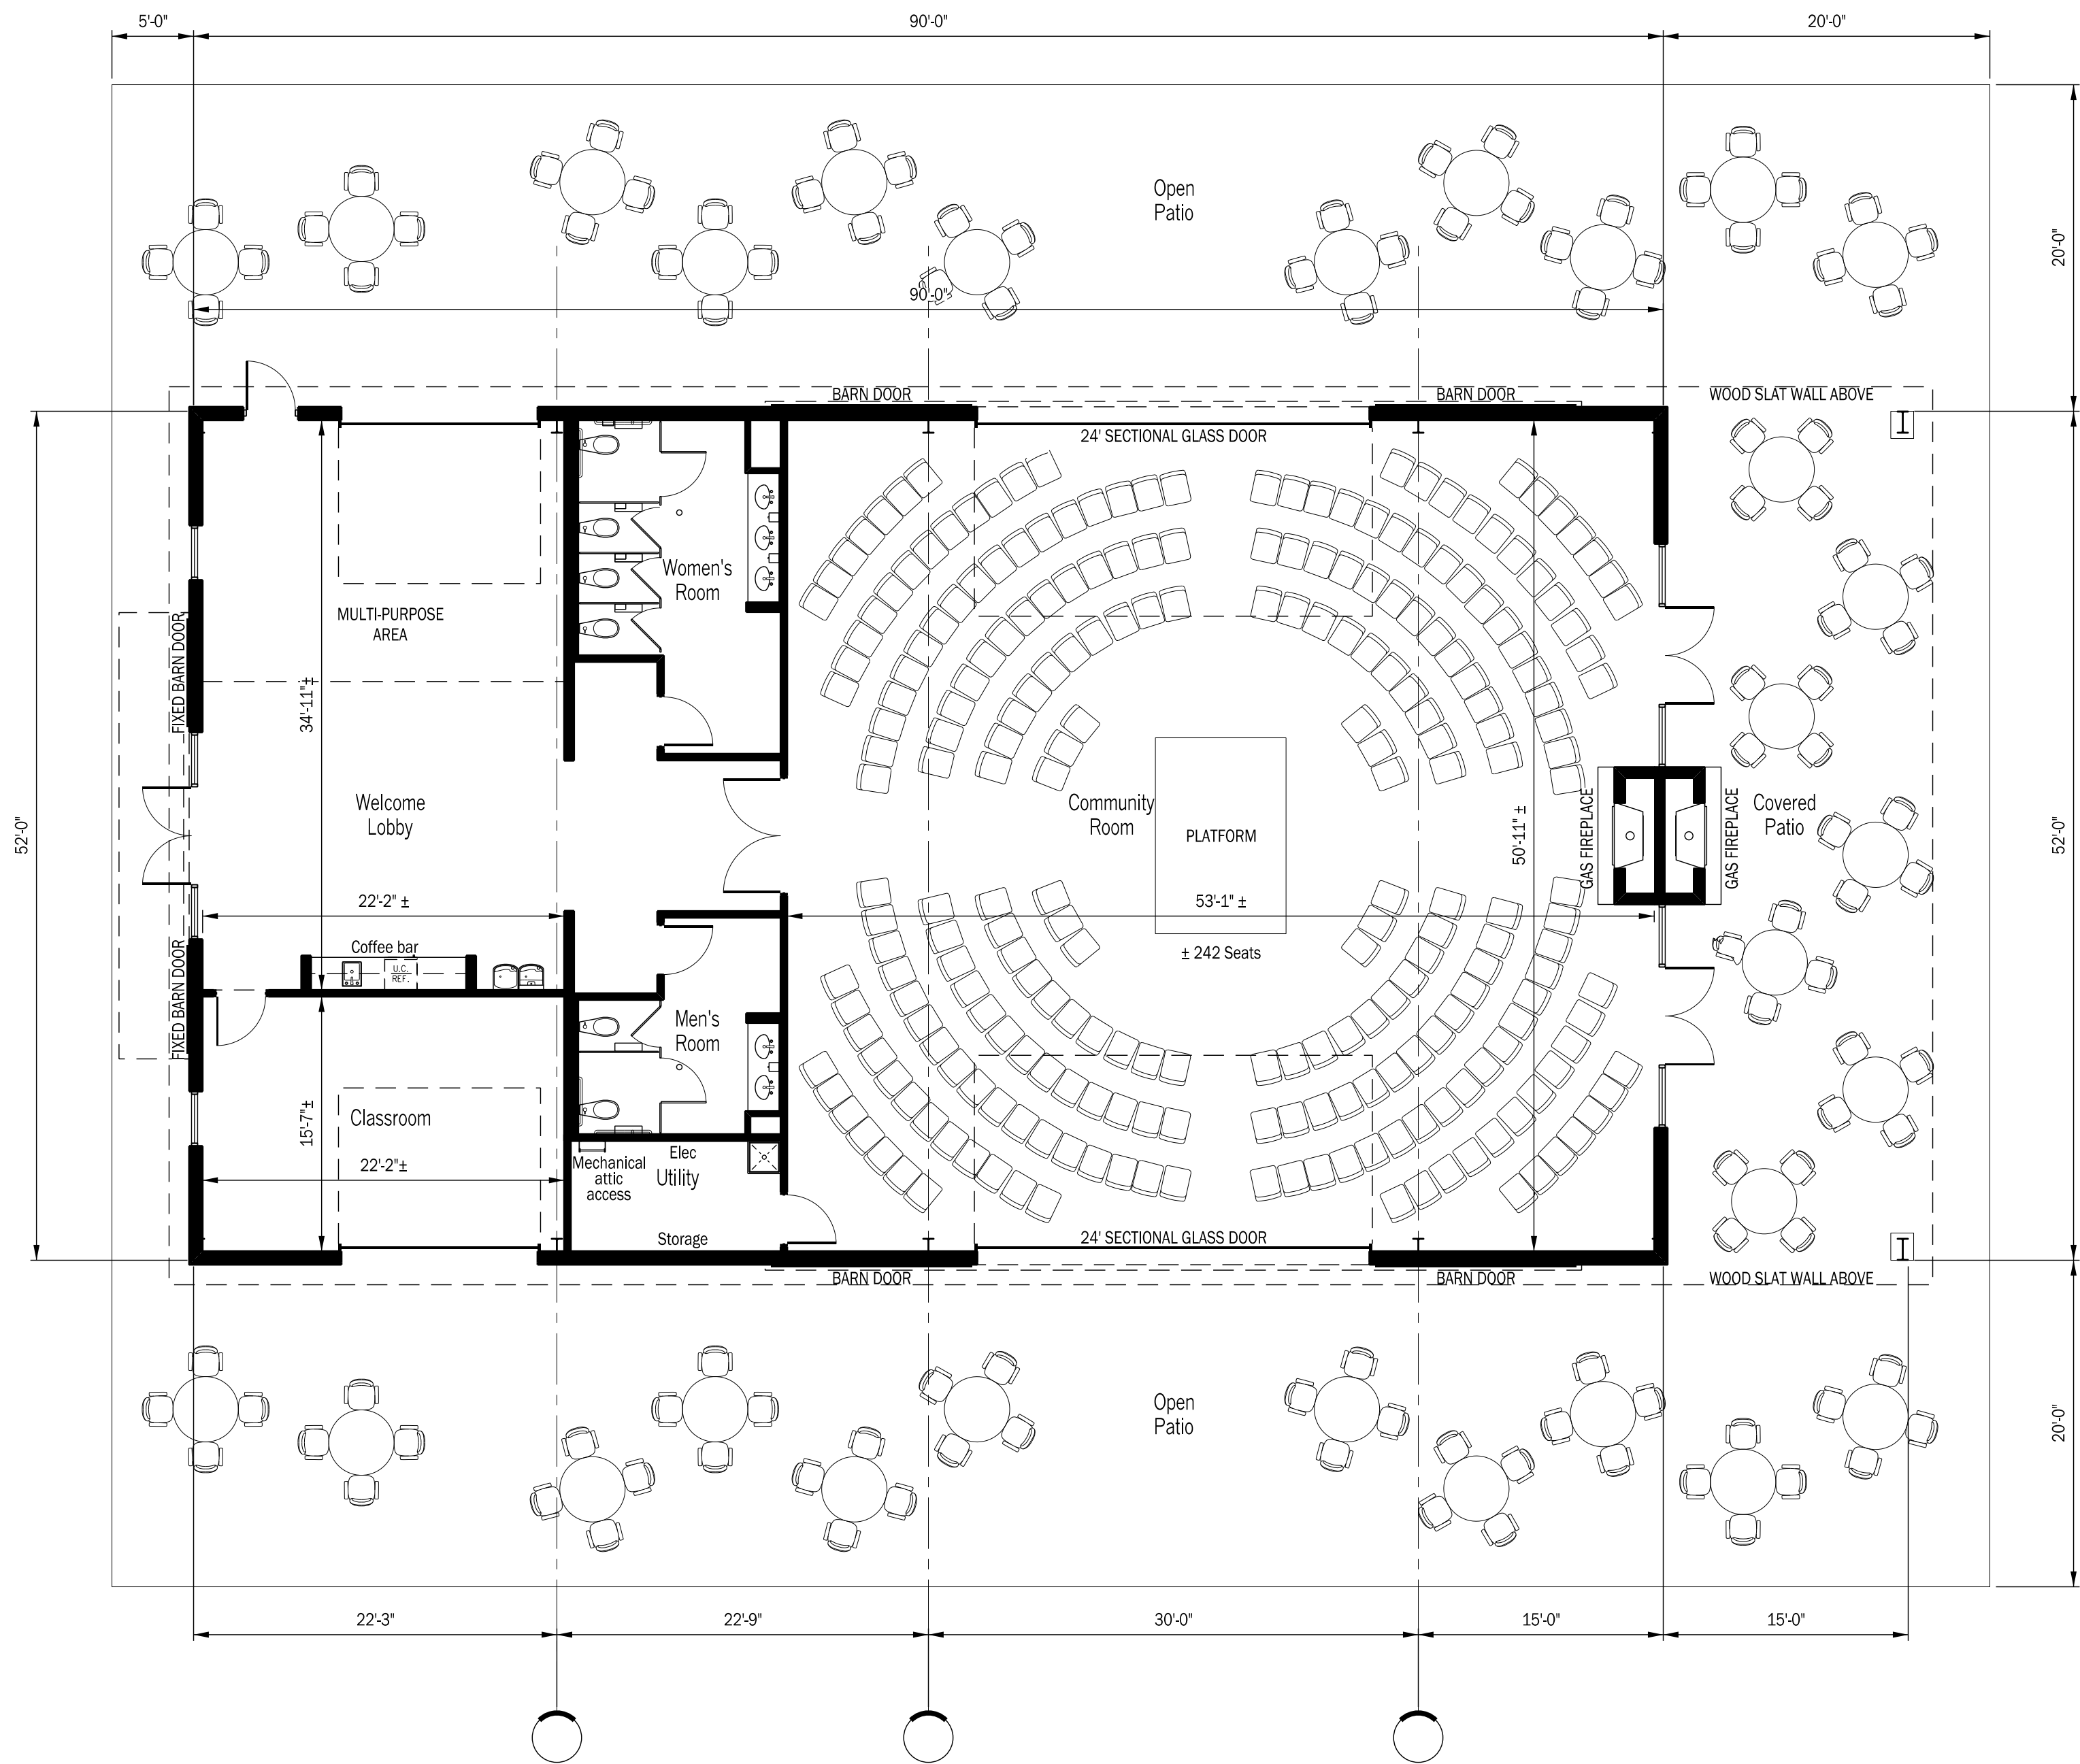 5'-0"
90'-0"
20'-0"
Open
Patio
20'-0"
90'-0"
BARN DOOR
BARN DOOR
WOOD SLAT WALL ABOVE
24' SECTIONAL GLASS DOOR
Women's
Room
MULTI-PURPOSE
AREA
FIXED BARN DOOR
34'-11"±
Welcome
Lobby
Community
Room
PLATFORM
50'-11" ±
GAS FIREPLACE
GAS FIREPLACE
Covered
Patio
52'-0"
52'-0"
22'-2" ±
53'-1" ±
Coffee bar
U.C.
REF.
± 242 Seats
FIXED BARN DOOR
Men's
Room
Classroom
15'-7"±
22'-2"±
Mechanical
attic
access
Elec
Utility
Storage
24' SECTIONAL GLASS DOOR
BARN DOOR
BARN DOOR
WOOD SLAT WALL ABOVE
Open
Patio
20'-0"
22'-3"
22'-9"
30'-0"
15'-0"
15'-0"